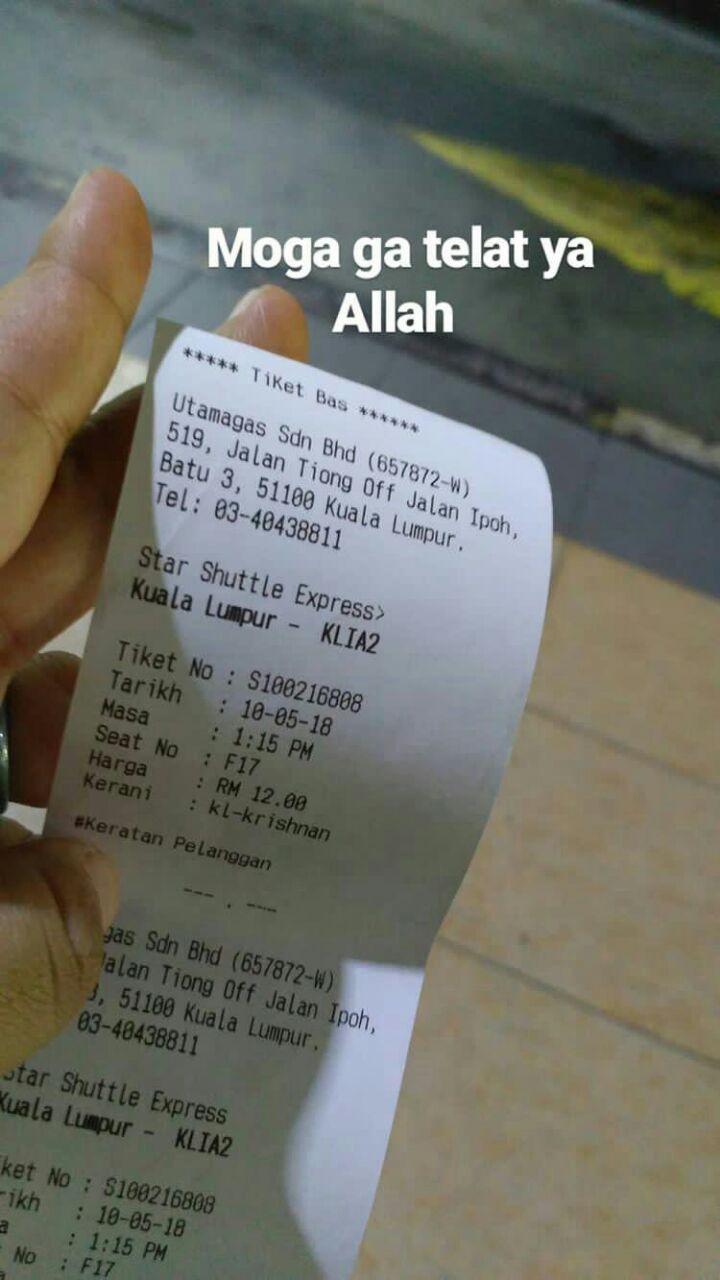 Moga ga telat ya
Allah
***** TiKet Bas ******
Utamagas Sdn Bhd (657872-W)
519, Jalan Tiong Off Jalan Ipoh,
Batu 3, 51100 Kuala Lumpur.
Tel: 03-40438811
Star Shuttle Express>
Kuala Lumpur - KLIA2
Tiket No : S100216808
Tarikh : 10-05-18
Masa : 1:15 PM
Seat No : F17
Harga : RM 12.00
Kerani : kl-krishnan
#Keratan Pelanggan
--- . ---
gas Sdn Bhd (657872-W)
Jalan Tiong Off Jalan Ipoh,
3, 51100 Kuala Lumpur.
03-40438811
Star Shuttle Express
Kuala Lumpur - KLIA2
ket No : S100216808
rikh : 10-05-18
a : 1:15 PM
No : F17